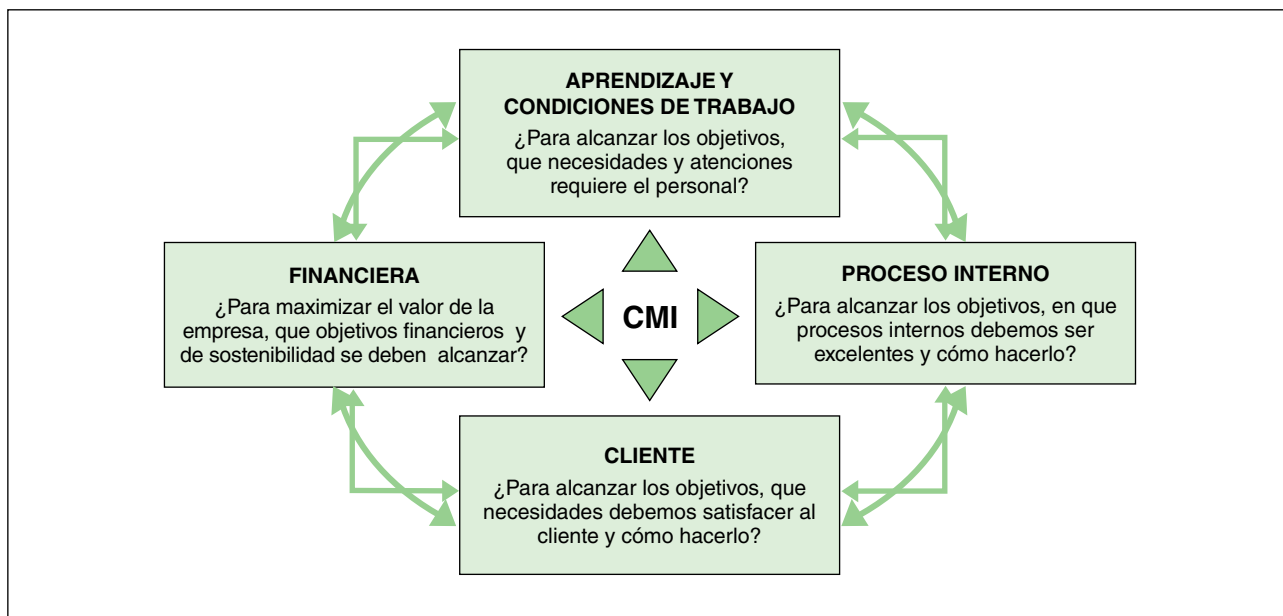 APRENDIZAJE Y
CONDICIONES DE TRABAJO
¿Para alcanzar los objetivos,
que necesidades y atenciones
requiere el personal?
FINANCIERA
¿Para maximizar el valor de la
empresa, que objetivos financieros y
de sostenibilidad se deben alcanzar?
CMI
PROCESO INTERNO
¿Para alcanzar los objetivos, en que
procesos internos debemos ser
excelentes y cómo hacerlo?
CLIENTE
¿Para alcanzar los objetivos, que
necesidades debemos satisfacer al
cliente y cómo hacerlo?